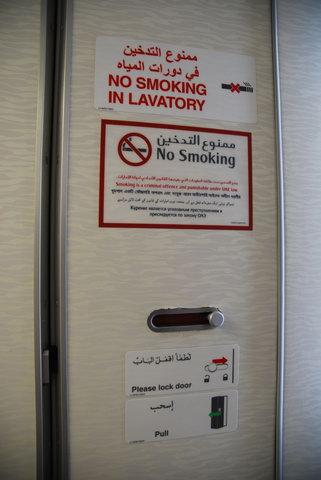 ممنوع التدخين
في دورات المياه
NO SMOKING
IN LAVATORY
ممنوع التدخين
No Smoking
Smoking is a criminal offence and punishable under UAE law
Курение является уголовным преступлением и
преследуется по закону ОАЭ
لطفاً اقفل الباب
Please lock door
إسحب
Pull